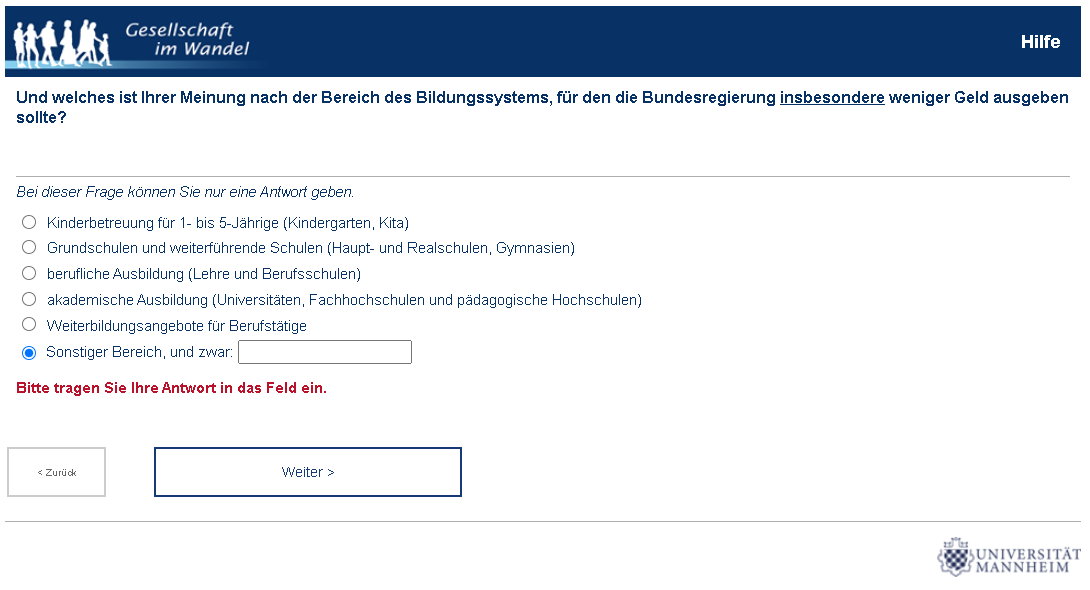 Gesellschaft
im Wandel
Hilfe
Und welches ist Ihrer Meinung nach der Bereich des Bildungssystems, für den die Bundesregierung insbesondere weniger Geld ausgeben
sollte?
Bei dieser Frage können Sie nur eine Antwort geben.
Kinderbetreuung für 1- bis 5-Jährige (Kindergarten, Kita)
Grundschulen und weiterführende Schulen (Haupt- und Realschulen, Gymnasien)
berufliche Ausbildung (Lehre und Berufsschulen)
akademische Ausbildung (Universitäten, Fachhochschulen und pädagogische Hochschulen)
Weiterbildungsangebote für Berufstätige
Sonstiger Bereich, und zwar:
Bitte tragen Sie Ihre Antwort in das Feld ein.
< Zurück
Weiter >
UNIVERSITÄT
MANNHEIM